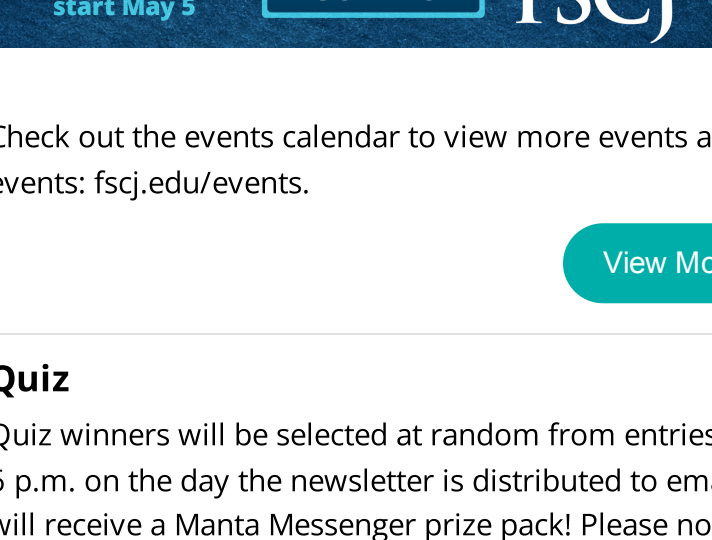 start May 5
FSCJ
Check out the events calendar to view more events a
events: fscj.edu/events.
View Mo
Quiz
Quiz winners will be selected at random from entries
p.m. on the day the newsletter is distributed to ema
will receive a Manta Messenger prize pack! Please no